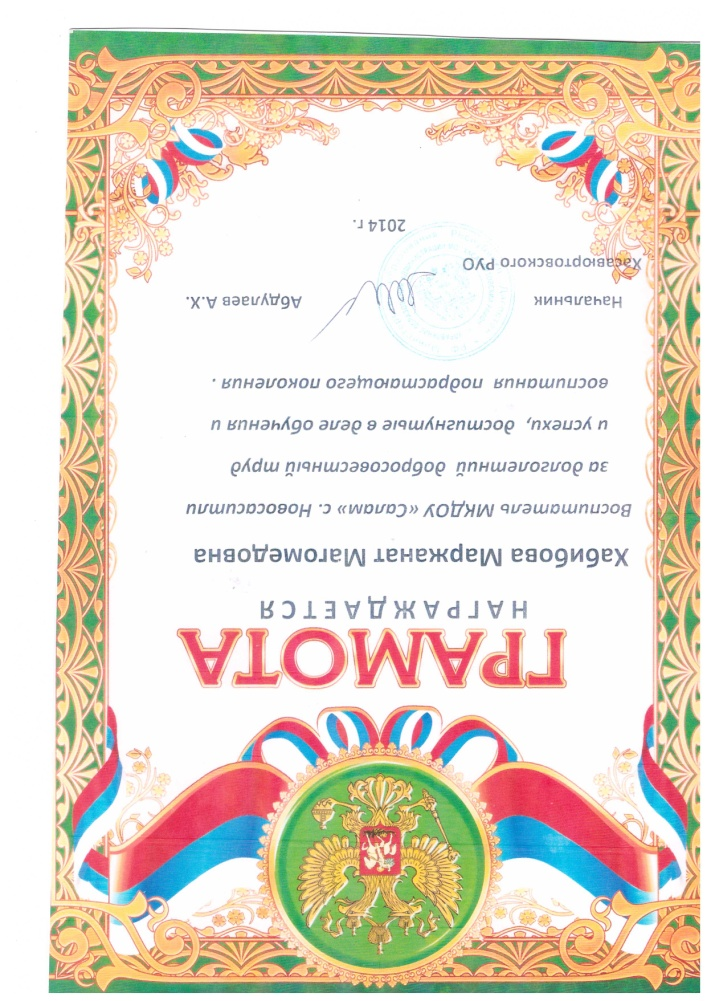 ГРАМОТА
НАГРАЖДАЕТСЯ
Хабибова Маржанат Магомедовна
Воспитатель МКДОУ «Салам» с. Новосаситли
за долголетний добросовестный труд
и успехи, достигнутые в деле обучения и
воспитания подрастающего поколения .
Начальник Абдулаев А.Х.
Хасавюртовского РУО
2014 г.